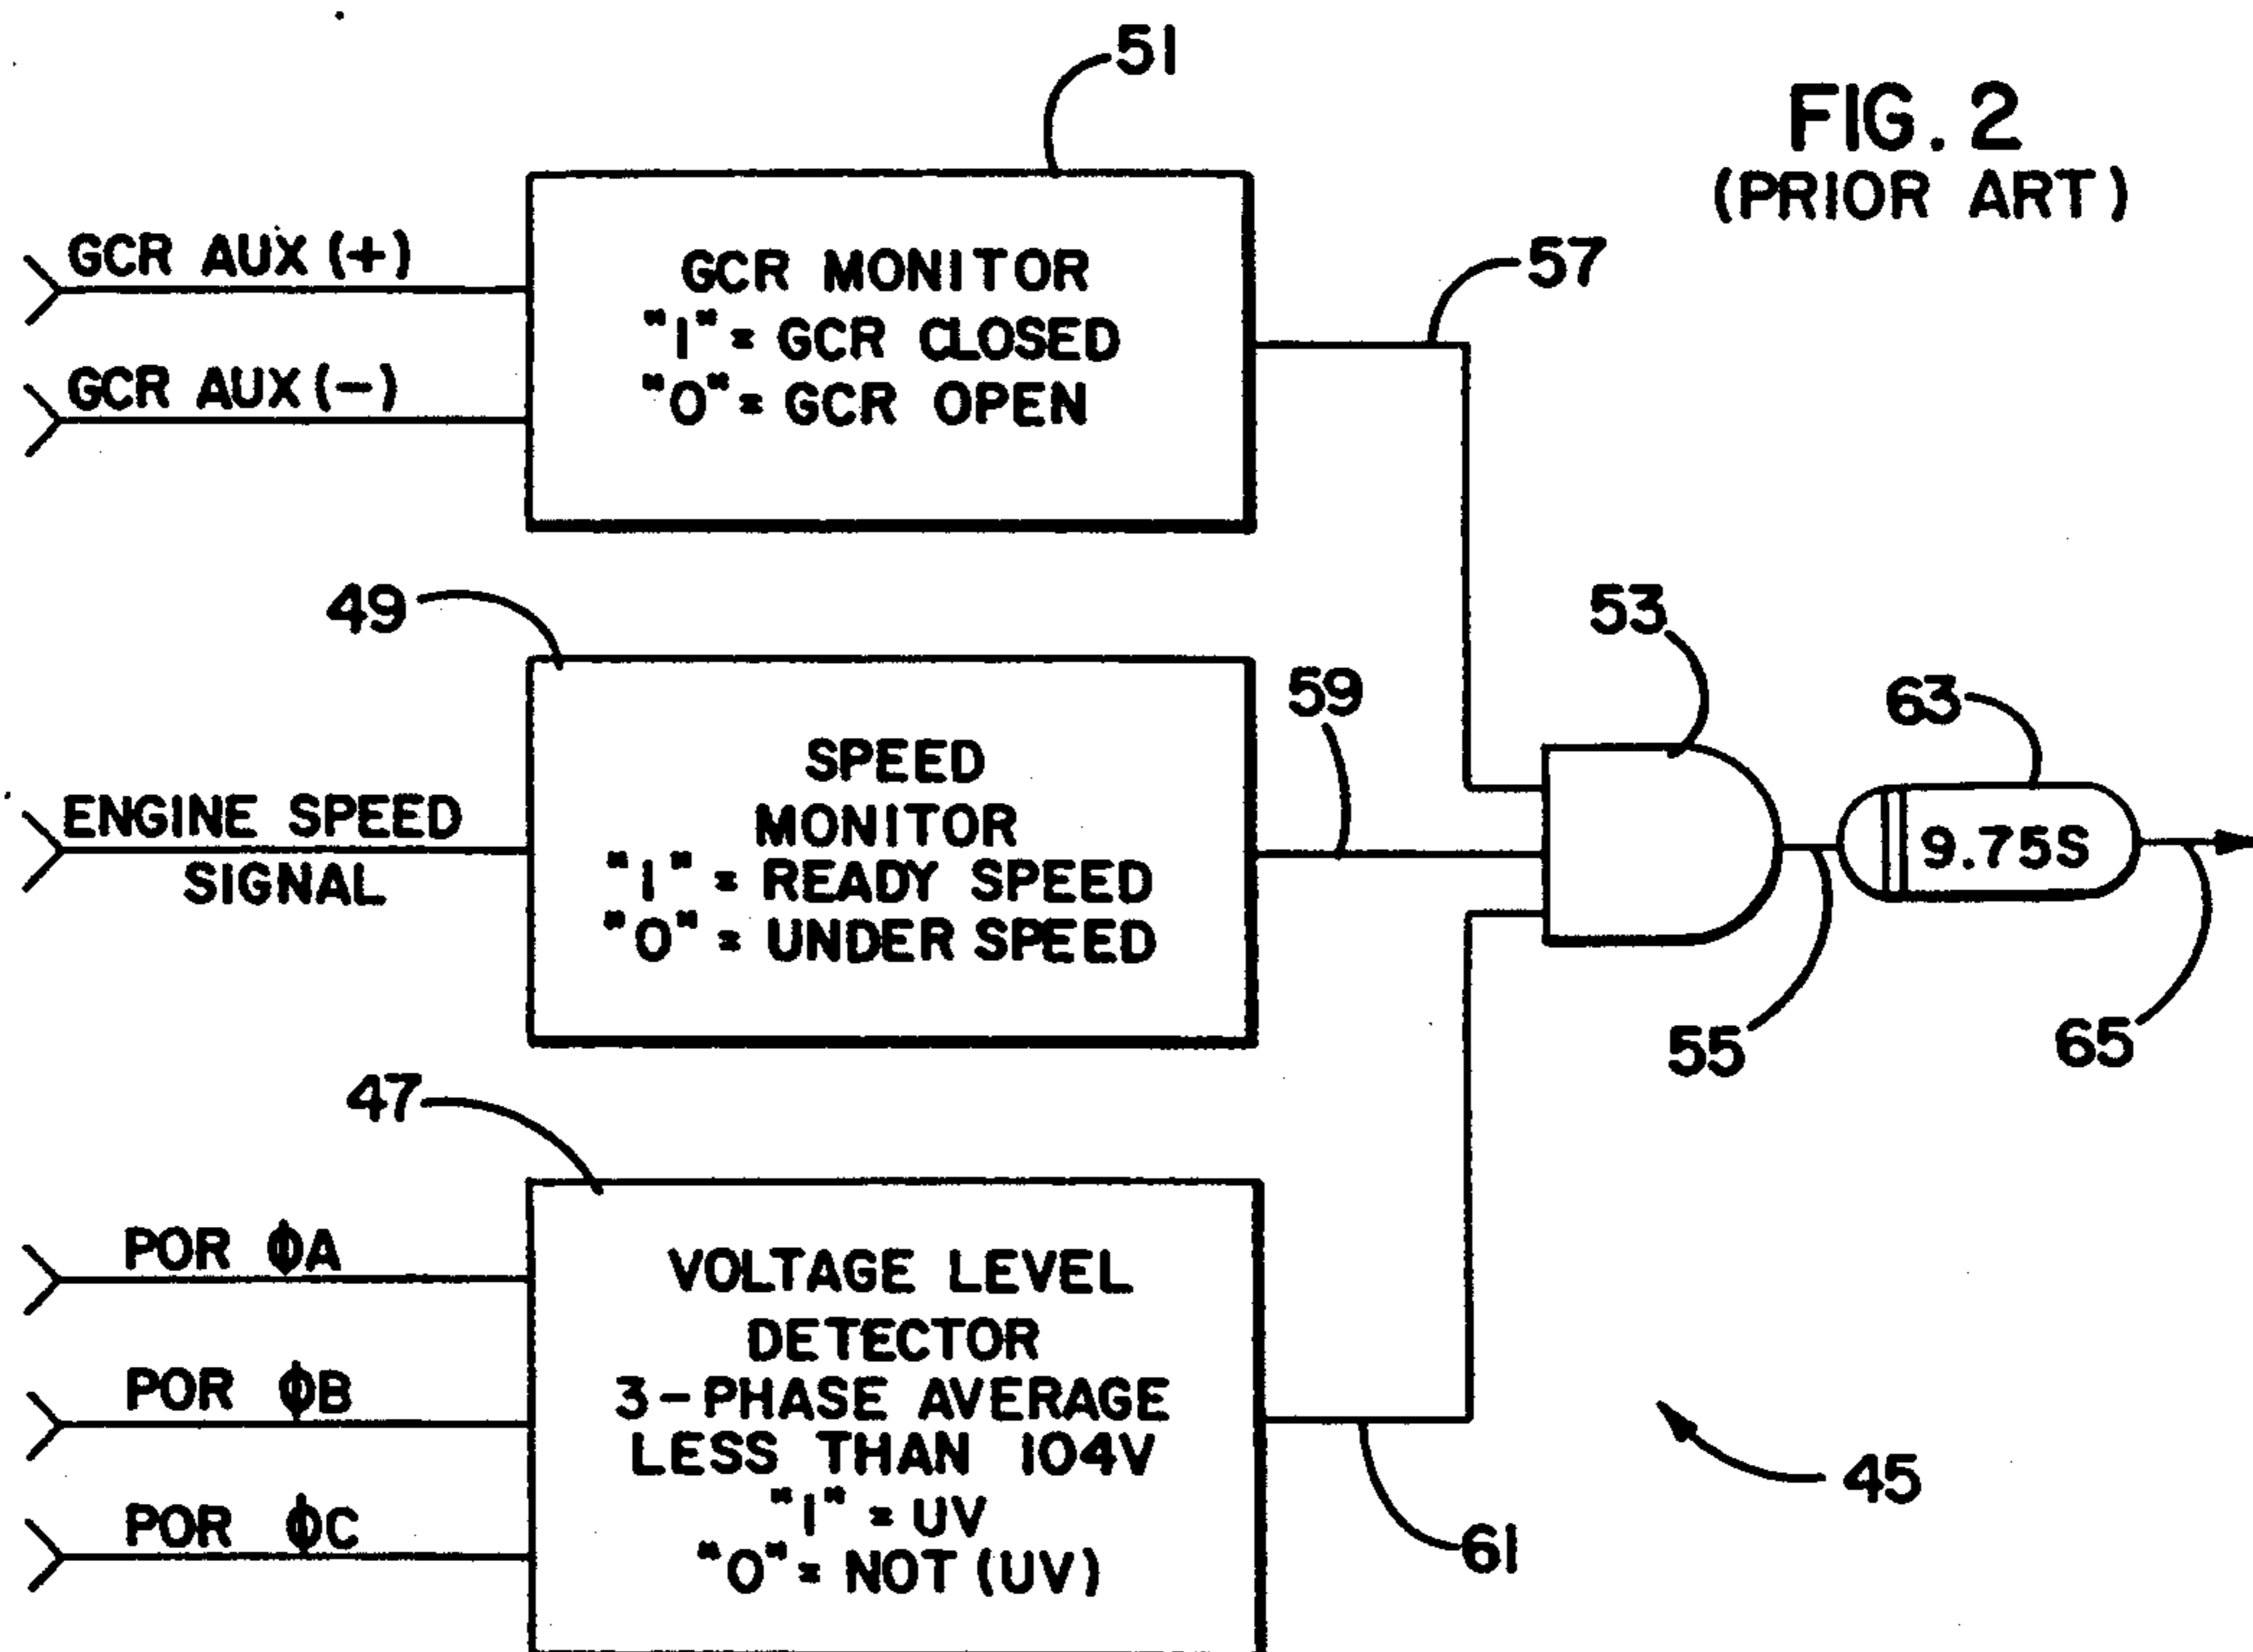 51
FIG. 2
(PRIOR ART)
GCR AUX (+)
GCR AUX (-)
GCR MONITOR
"1" = GCR CLOSED
"0" = GCR OPEN
57
49
ENGINE SPEED
SIGNAL
SPEED
MONITOR
"1" = READY SPEED
"0" = UNDER SPEED
59
53
63
9.75S
55
65
47
POR ΦA
POR ΦB
POR ΦC
VOLTAGE LEVEL
DETECTOR
3-PHASE AVERAGE
LESS THAN 104V
"1" = UV
"0" = NOT (UV)
61
45